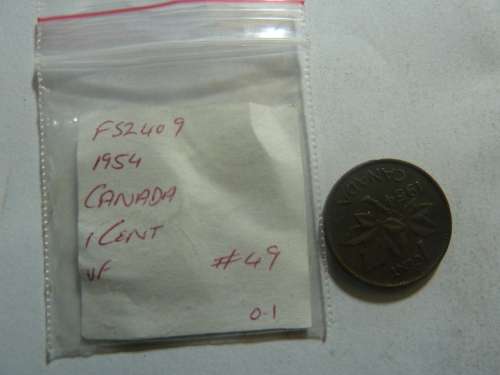 FS2409
1954
CANADA
1 CENT
VF #49
0-1
1 CENT
1954
CANADA